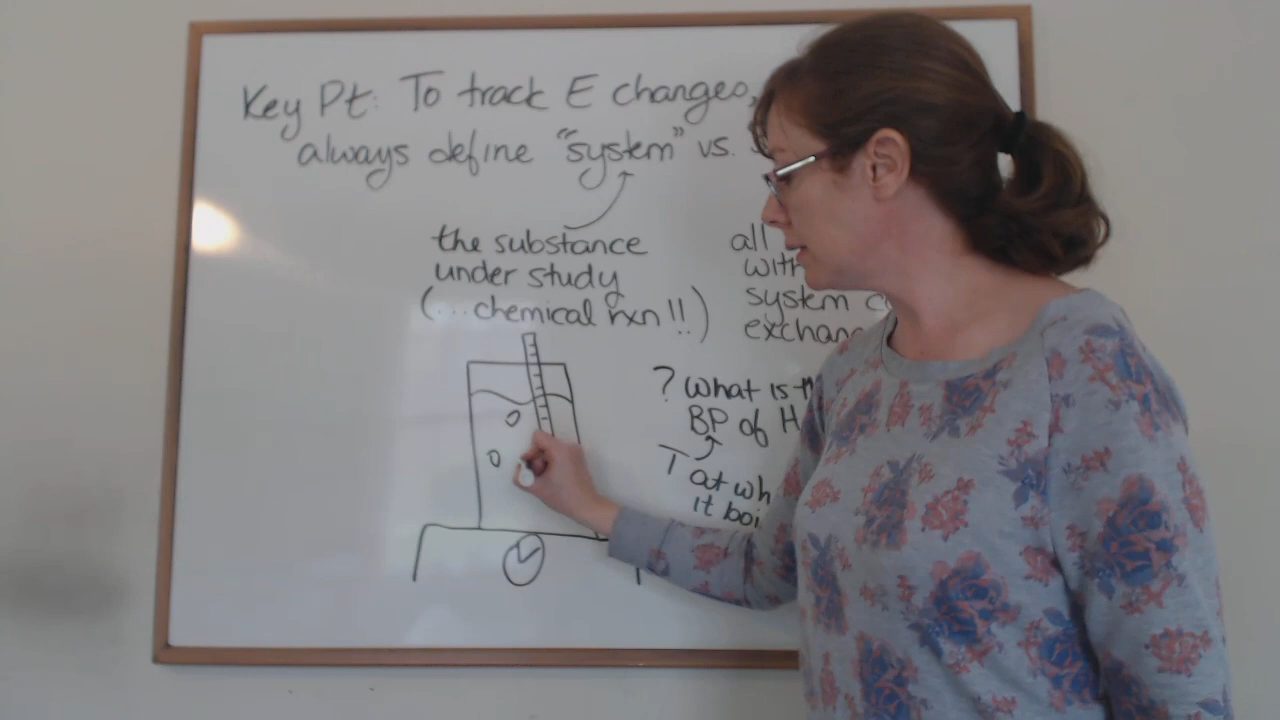 Key Pt: To track E changes,
always define "system" vs.
the substance
under study
(... chemical rxn !!)
all
with
system
exchan
? What is
BP of H
T at wh
it boi